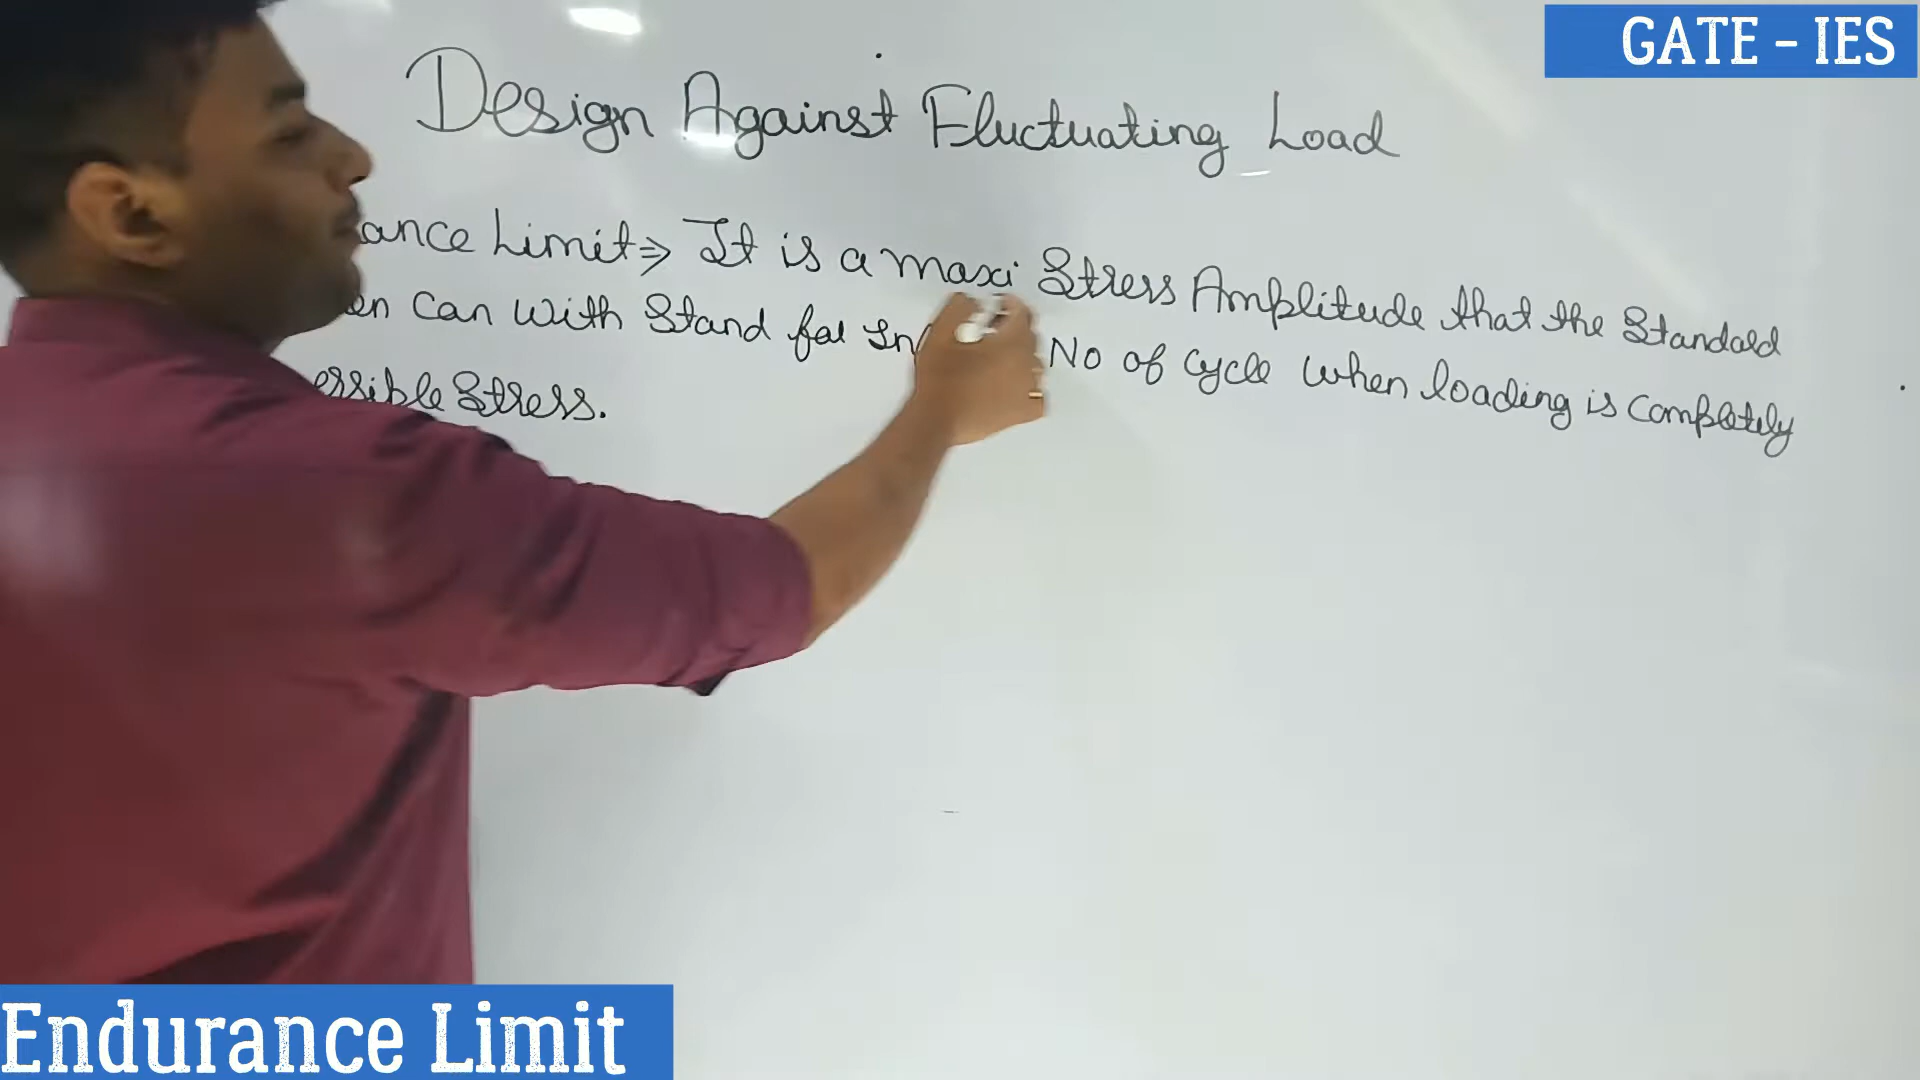 GATE - IES
Design Against Fluctuating Load
ance Limit ⇒ It is a maxi Stress Amplitude that the Standard
en Can With Stand for In No of Cycle When loading is Completely
ersible Stress.
Endurance Limit